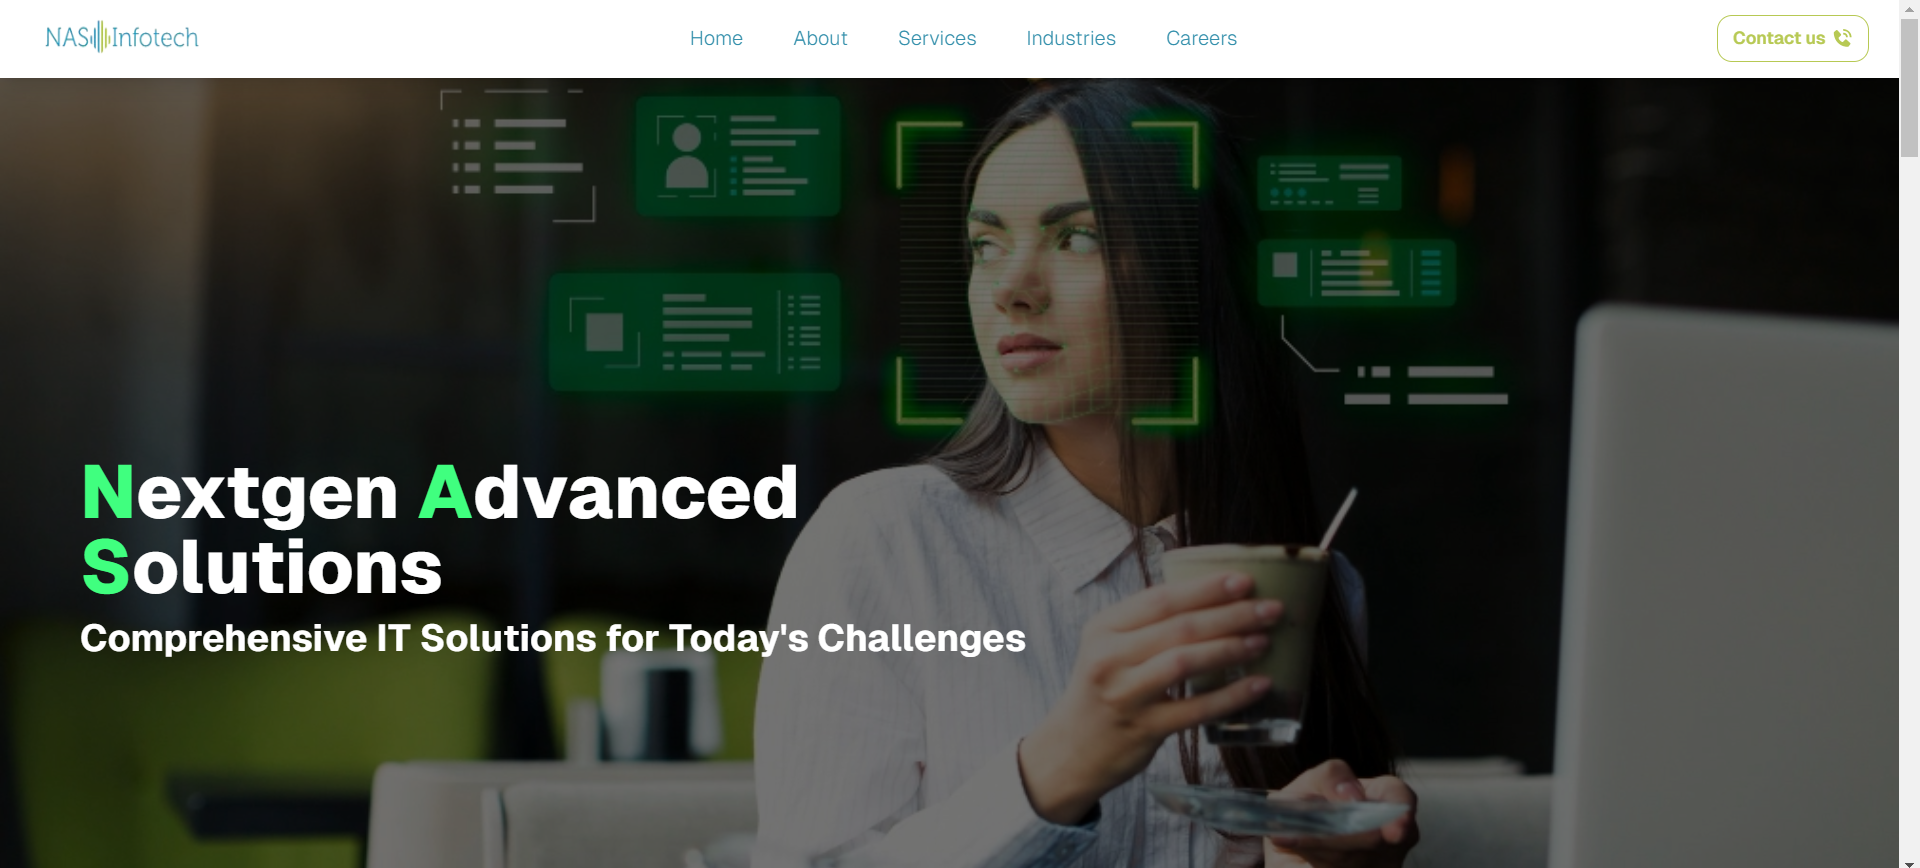 NAS Infotech
Home About Services Industries Careers
Contact us
Nextgen Advanced
Solutions
Comprehensive IT Solutions for Today's Challenges